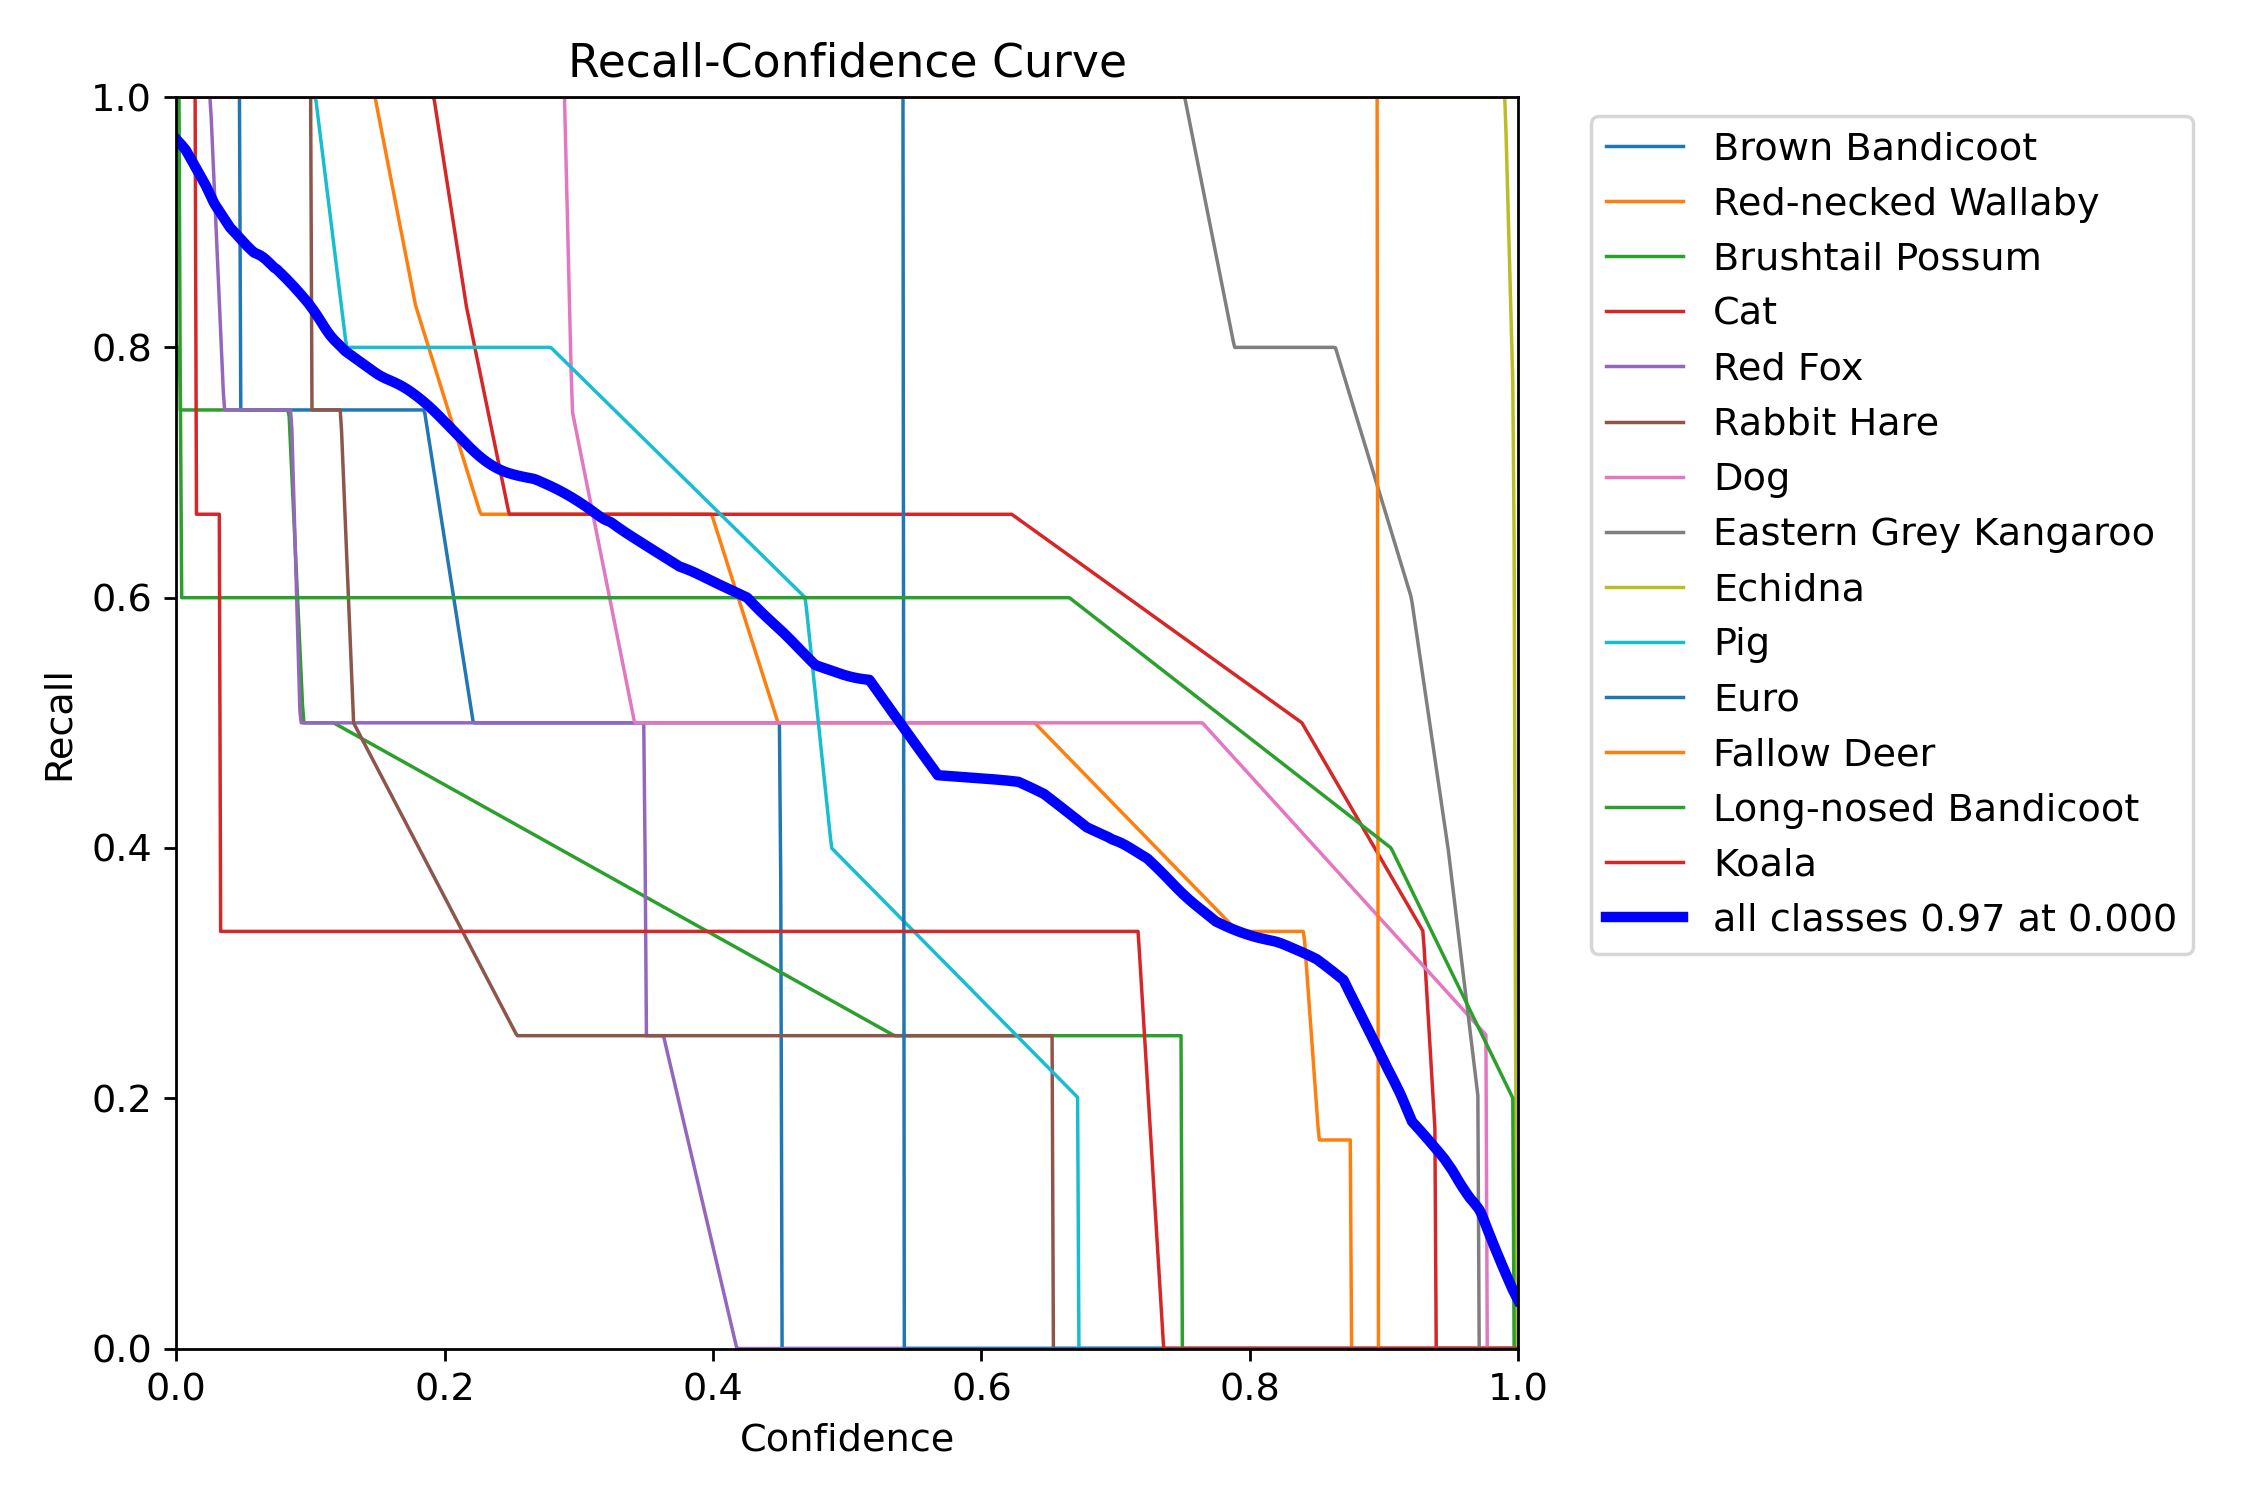 Recall-Confidence Curve
1.0
0.8
0.6
0.4
0.2
0.0
Recall
0.0 0.2 0.4 0.6 0.8 1.0
Confidence
Brown Bandicoot
Red-necked Wallaby
Brushtail Possum
Cat
Red Fox
Rabbit Hare
Dog
Eastern Grey Kangaroo
Echidna
Pig
Euro
Fallow Deer
Long-nosed Bandicoot
Koala
all classes 0.97 at 0.000